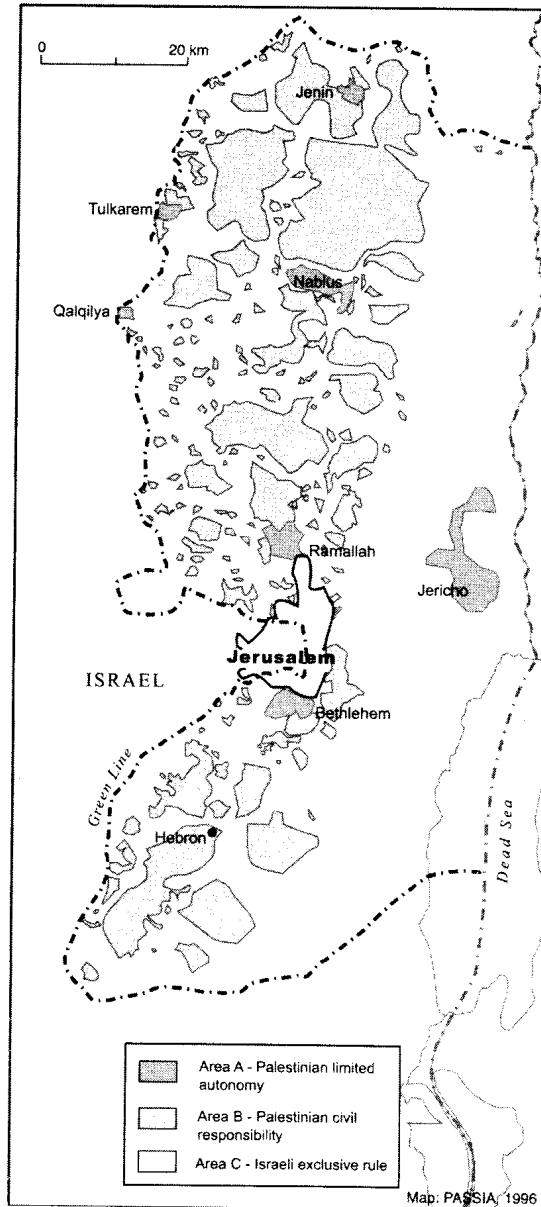 0 20 km
Jenin
Tulkarem
Nablus
Qalqilya
Ramallah
Jericho
Jerusalem
ISRAEL
Bethlehem
Green Line
Hebron
Dead Sea
Area A - Palestinian limited
autonomy
Area B - Palestinian civil
responsibility
Area C - Israeli exclusive rule
Map: PASSIA, 1996